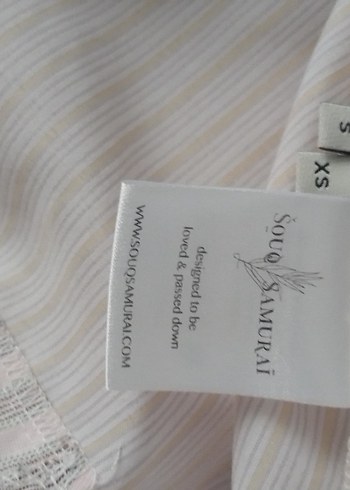 S
XS
ŠOUQ
SAMURAÏ
designed to be
loved & passed down
WWW.SOUQSAMURAI.COM